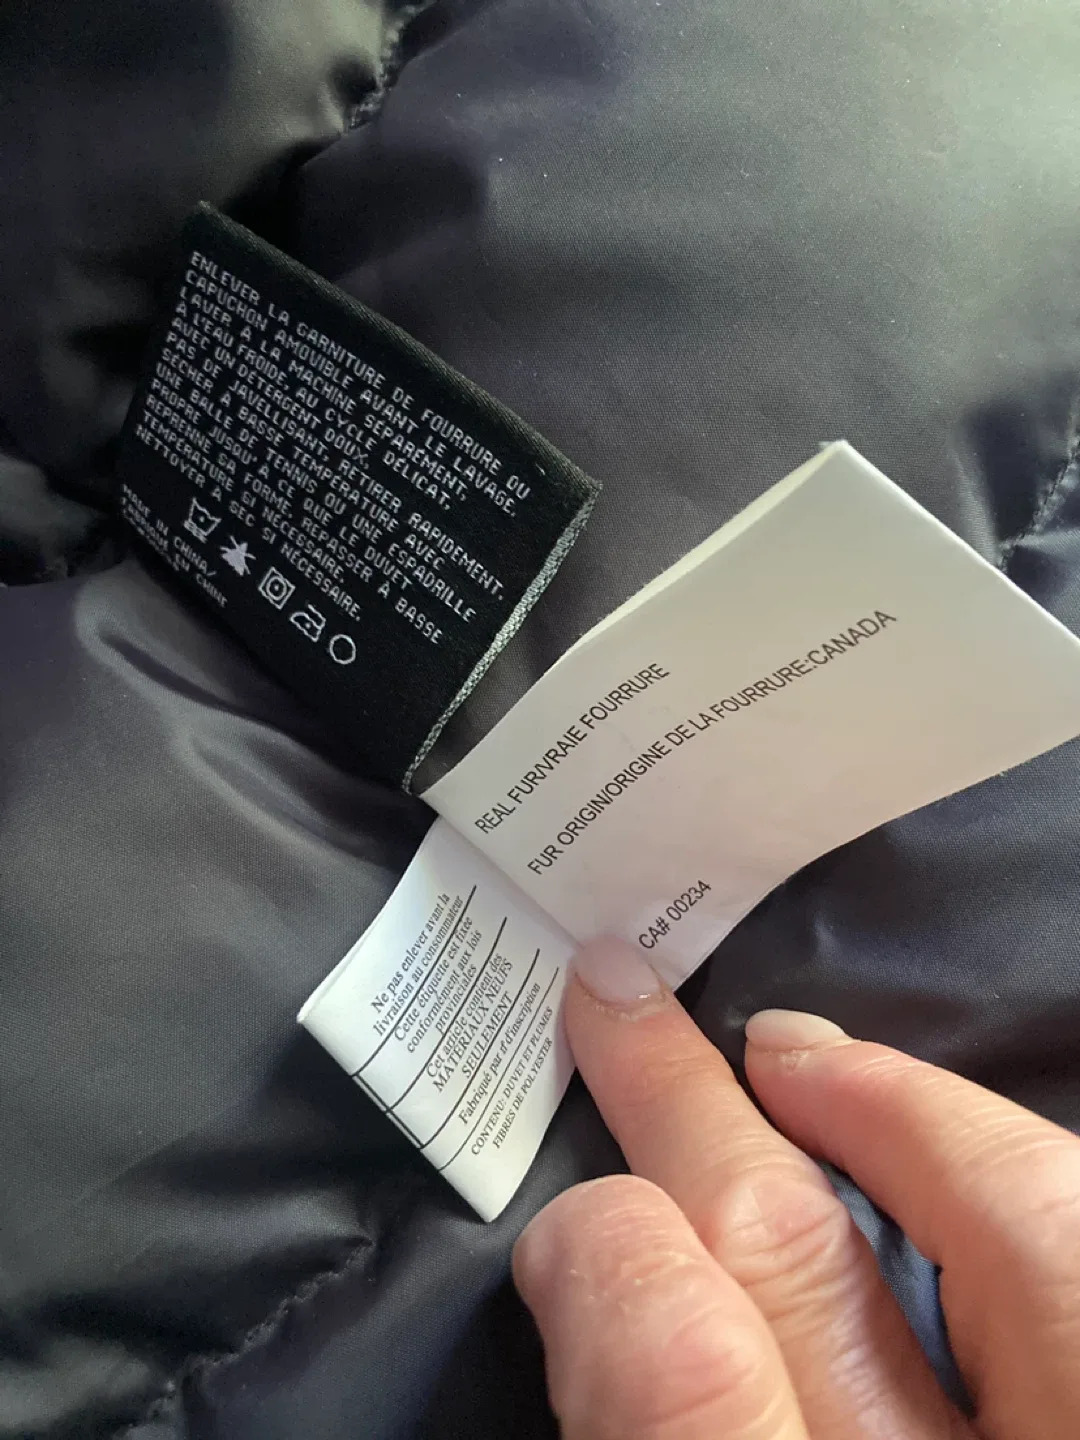 ENLEVER LA GARNITURE DE FOURRURE OU
CAPUCHON AMOVIBLE AVANT LE LAVAGE.
LAVER À LA MACHINE SÉPARÉMENT,
À L'EAU FROIDE, AU CYCLE DÉLICAT,
AVEC UN DÉTERGENT DOUX.
PAS DE JAVELLISANT. RETIRER RAPIDEMENT.
SÉCHER À BASSE TEMPÉRATURE AVEC
UNE BALLE DE TENNIS OU UNE ESPADRILLE
PROPRE JUSQU'À CE QUE LE DUVET
REPRENNE SA FORME. REPASSER À BASSE
TEMPÉRATURE SI NÉCESSAIRE.
NETTOYER À SEC SI NÉCESSAIRE.
MADE IN CHINA/
FABRIQUÉ EN CHINE
REAL FUR/VRAIE FOURRURE
FUR ORIGIN/ORIGINE DE LA FOURRURE:CANADA
CA# 00234
Ne pas enlever avant la
livraison au consommateur
Cette étiquette est fixée
conformément aux lois
provinciales
Cet article contient des
MATÉRIAUX NEUFS
SEULEMENT
Fabriqué par n° d'inscription
CONTENU: DUVET ET PLUMES
FIBRES DE POLYESTER